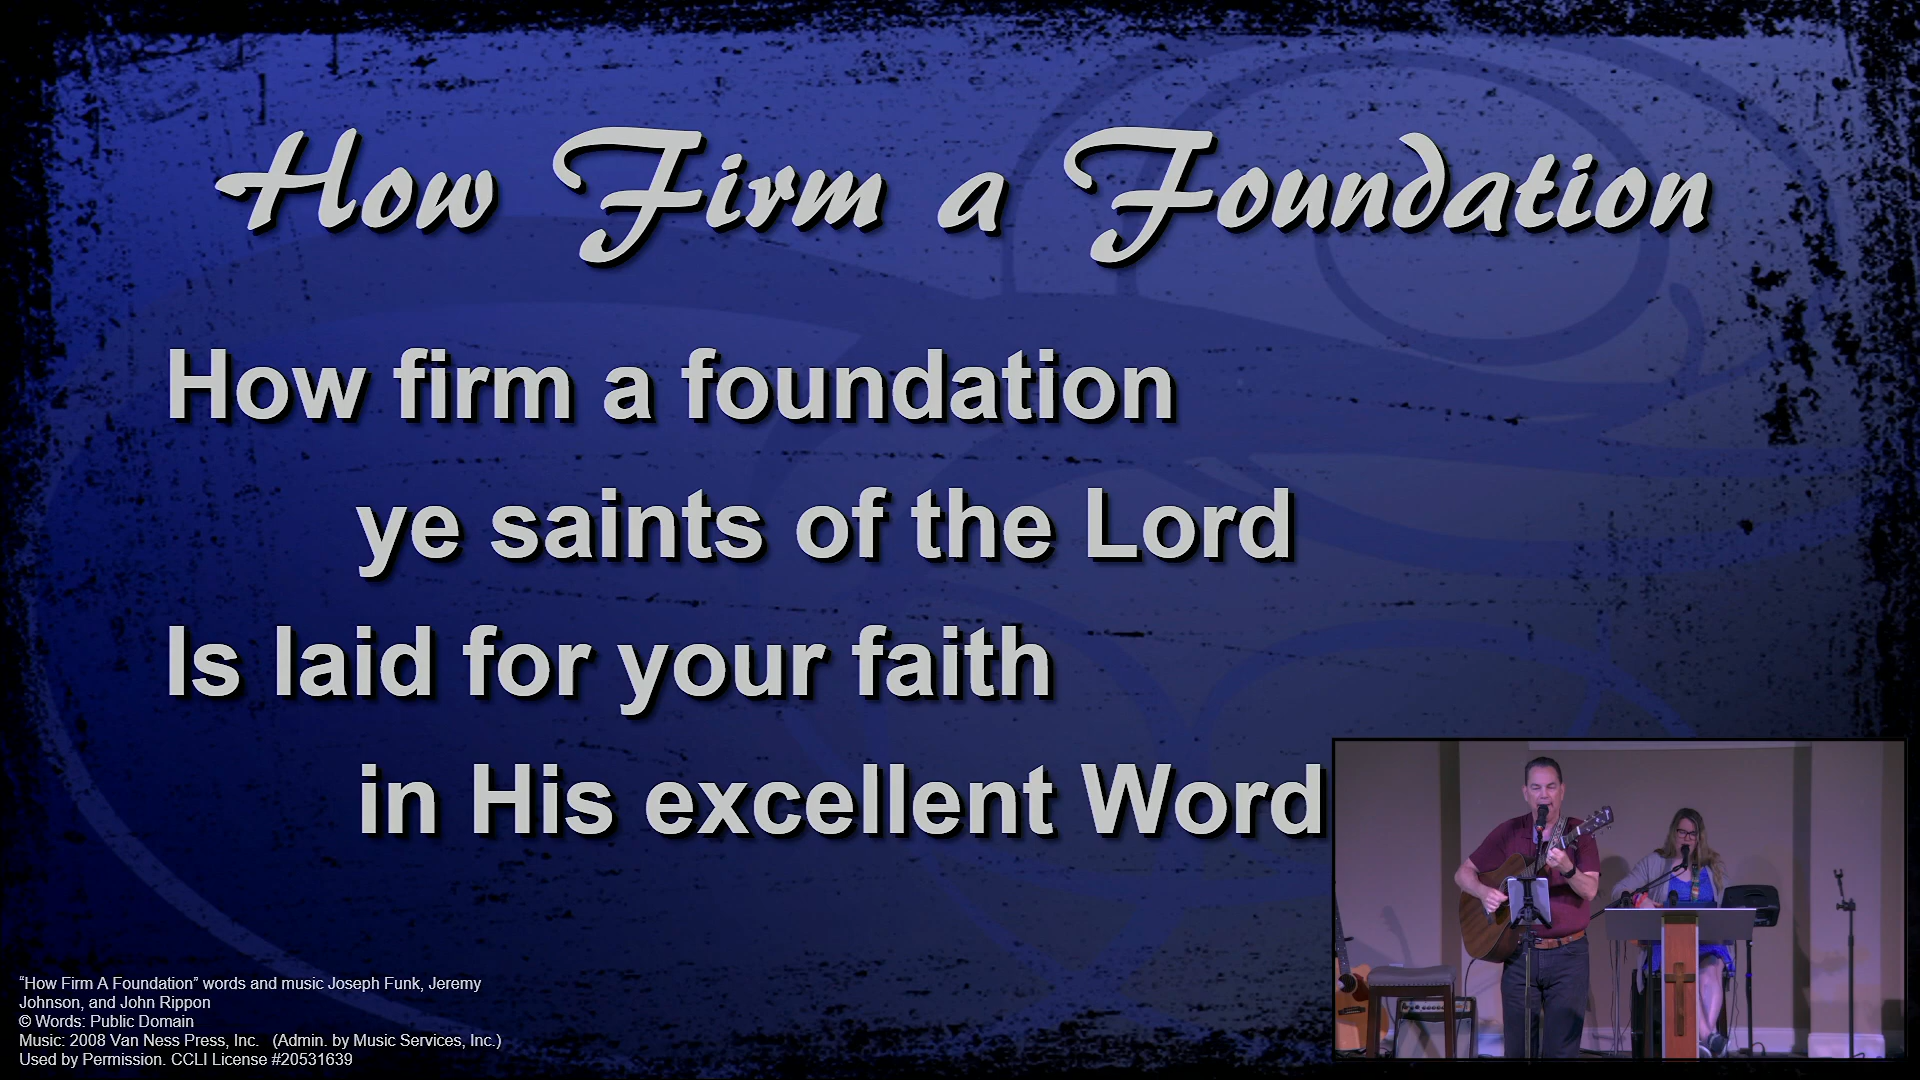 How Firm a Foundation
How firm a foundation
ye saints of the Lord
Is laid for your faith
in His excellent Word
“How Firm A Foundation” words and music Joseph Funk, Jeremy
Johnson, and John Rippon
© Words: Public Domain
Music: 2008 Van Ness Press, Inc. (Admin. by Music Services, Inc.)
Used by Permission. CCLI License #20531639